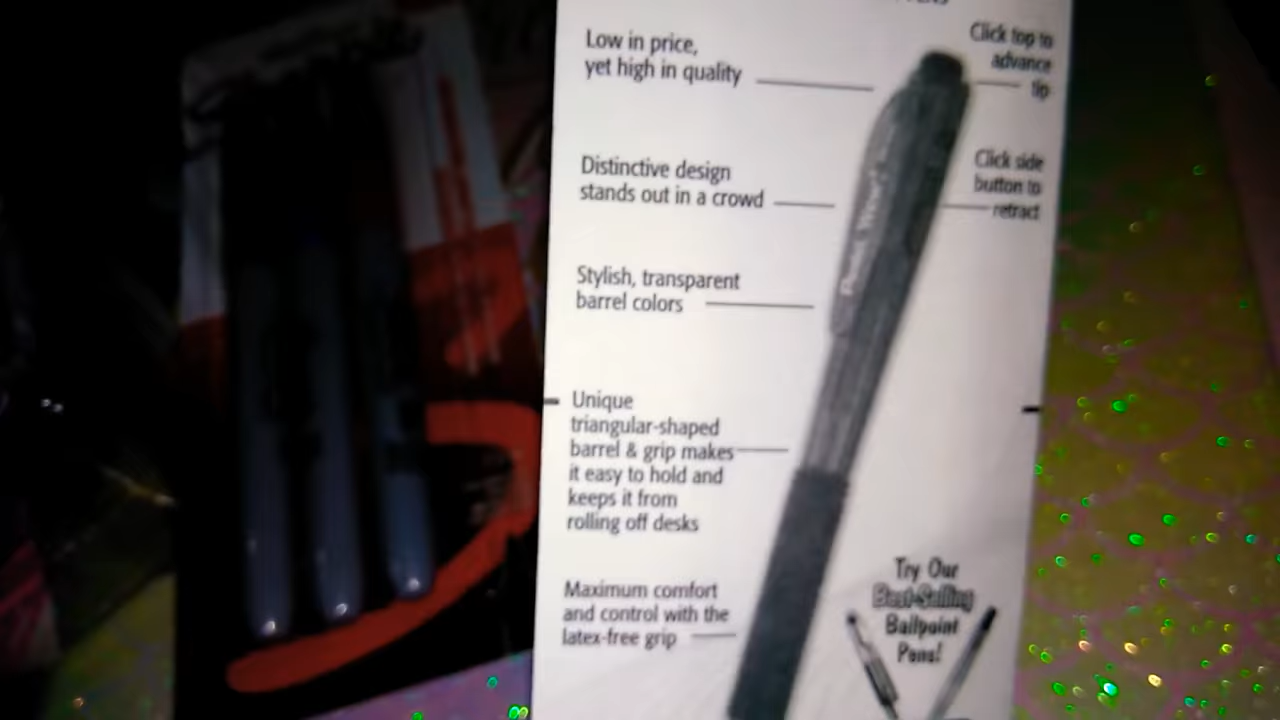 Low in price,
yet high in quality
Click top to
advance
tip
Distinctive design
stands out in a crowd
Click side
button to
retract
Stylish, transparent
barrel colors
Unique
triangular-shaped
barrel & grip makes
it easy to hold and
keeps it from
rolling off desks
Maximum comfort
and control with the
latex-free grip
Try Our
Best-Selling
Ballpoint
Pens!